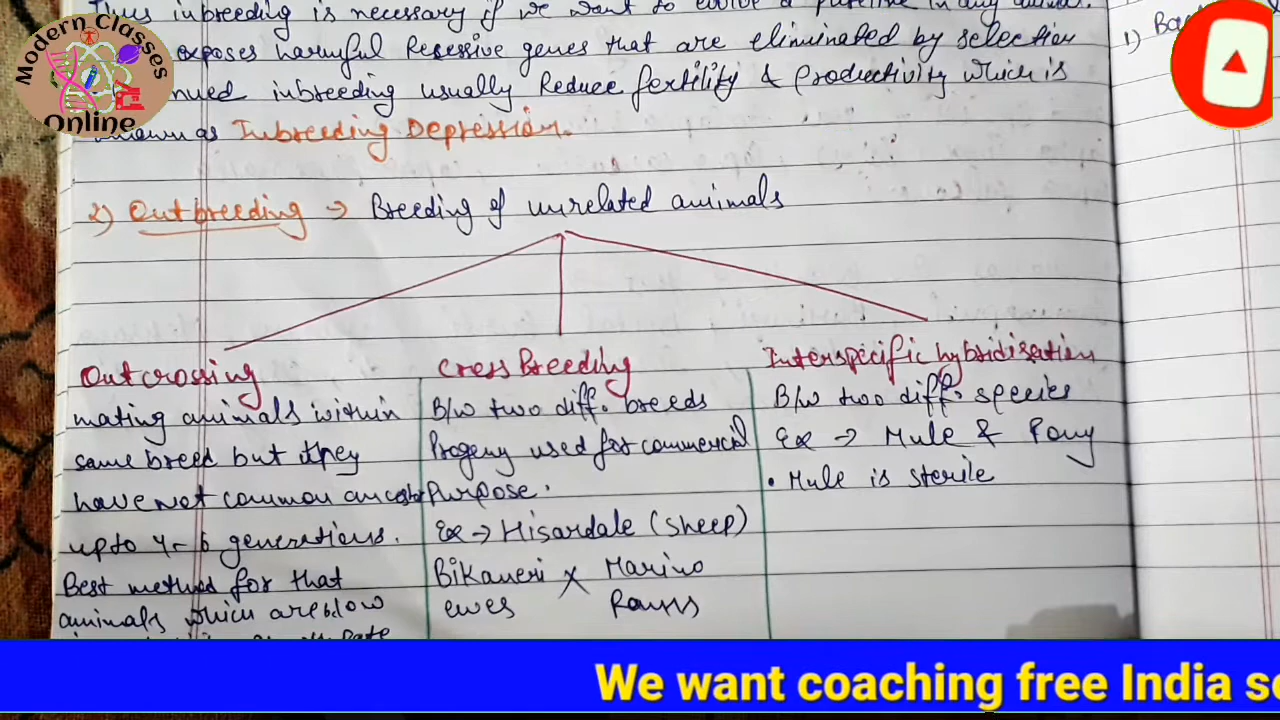 Thus inbreeding is necessary if we want to evolve a pureline in any animal.
exposes harmful Recessive genes that are eliminated by selection
nued inbreeding usually Reduce fertility & Productivity which is
known as Inbreeding Depression.
2) Outbreeding → Breeding of unrelated animals
Outcrossing
mating animals within
same breed but they
have not common ancestor
upto 4-6 generations.
Best method for that
animals which are below
Cross Breeding
B/w two diff. breeds
Progeny used for commercial
Purpose.
Ex → Hisardale (sheep)
Bikaneri × Marino
ewes Rams
Interspecific hybridisation
B/w two diff. species
Ex → Mule & Pony
• Mule is sterile
1)
Modern Classes
Online
We want coaching free India